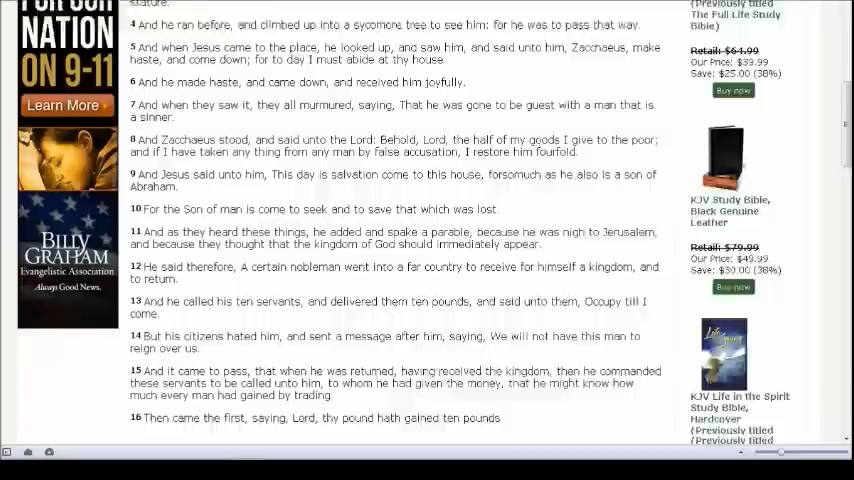 FOR OUR
NATION
ON 9-11
Learn More ›
BILLY
GRAHAM
Evangelistic Association
Always Good News.
stature.
4 And he ran before, and climbed up into a sycomore tree to see him: for he was to pass that way.
5 And when Jesus came to the place, he looked up, and saw him, and said unto him, Zacchaeus, make
haste, and come down; for to day I must abide at thy house.
6 And he made haste, and came down, and received him joyfully.
7 And when they saw it, they all murmured, saying, That he was gone to be guest with a man that is
a sinner.
8 And Zacchaeus stood, and said unto the Lord: Behold, Lord, the half of my goods I give to the poor;
and if I have taken any thing from any man by false accusation, I restore him fourfold.
9 And Jesus said unto him, This day is salvation come to this house, forsomuch as he also is a son of
Abraham.
10 For the Son of man is come to seek and to save that which was lost.
11 And as they heard these things, he added and spake a parable, because he was nigh to Jerusalem,
and because they thought that the kingdom of God should immediately appear.
12 He said therefore, A certain nobleman went into a far country to receive for himself a kingdom, and
to return.
13 And he called his ten servants, and delivered them ten pounds, and said unto them, Occupy till I
come.
14 But his citizens hated him, and sent a message after him, saying, We will not have this man to
reign over us.
15 And it came to pass, that when he was returned, having received the kingdom, then he commanded
these servants to be called unto him, to whom he had given the money, that he might know how
much every man had gained by trading.
16 Then came the first, saying, Lord, thy pound hath gained ten pounds
(Previously titled
The Full Life Study
Bible)
Retail: $64.99
Our Price: $39.99
Save: $25.00 (38%)
Buy now
KJV Study Bible,
Black Genuine
Leather
Retail: $79.99
Our Price: $49.99
Save: $30.00 (38%)
Buy now
KJV Life in the Spirit
Study Bible,
Hardcover
(Previously titled
(Previously titled